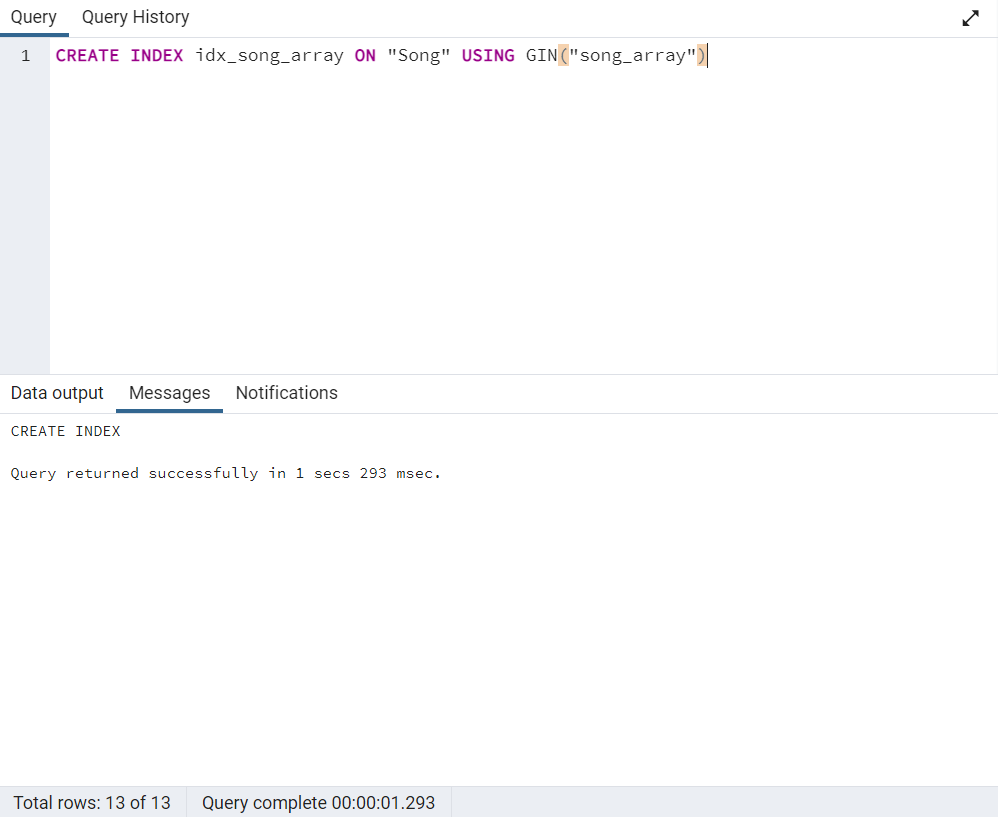 Query Query History
1 CREATE INDEX idx_song_array ON "Song" USING GIN("song_array")
Data output Messages Notifications
CREATE INDEX
Query returned successfully in 1 secs 293 msec.
Total rows: 13 of 13 Query complete 00:00:01.293